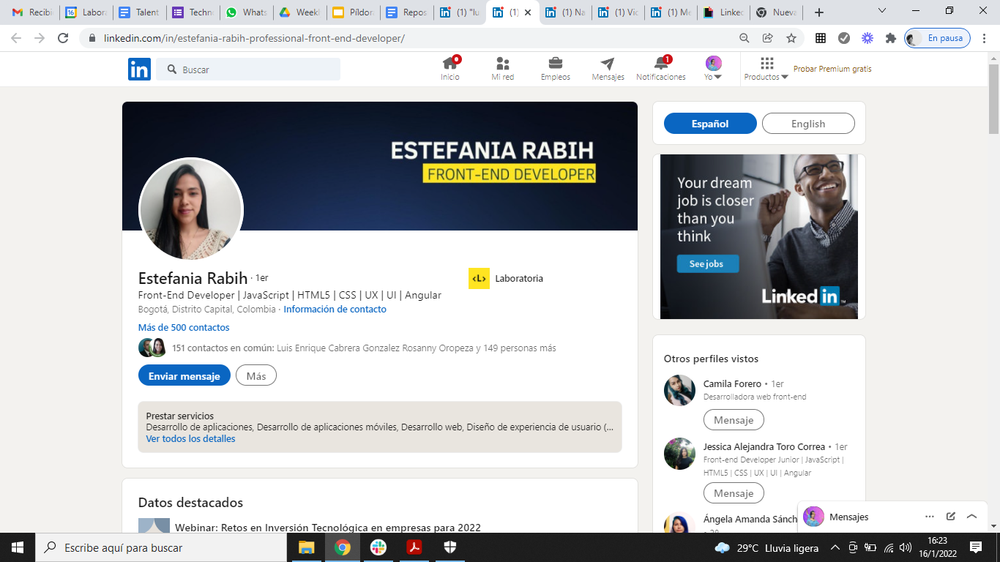 Recibi
16
Labora
Talent
Techno
Whats
Weekl
Píldor
Repos
(1) "lu
(1)
(1) Na
(1) Vic
(1) Me
Linked
Nueva
linkedin.com/in/estefania-rabih-professional-front-end-developer/
En pausa
in
Buscar
Inicio
Mi red
Empleos
Mensajes
1
Notificaciones
Yo
Productos
Probar Premium gratis
ESTEFANIA RABIH
FRONT-END DEVELOPER
Estefania Rabih · 1er
<L> Laboratoria
Front-End Developer | JavaScript | HTML5 | CSS | UX | UI | Angular
Bogotá, Distrito Capital, Colombia · Información de contacto
Más de 500 contactos
151 contactos en común: Luis Enrique Cabrera Gonzalez Rosanny Oropeza y 149 personas más
Enviar mensaje
Más
Prestar servicios
Desarrollo de aplicaciones, Desarrollo de aplicaciones móviles, Desarrollo web, Diseño de experiencia de usuario (...
Ver todos los detalles
Datos destacados
Webinar: Retos en Inversión Tecnológica en empresas para 2022
Español
English
Your dream
job is closer
than you
think
See jobs
Linked in
Otros perfiles vistos
Camila Forero • 1er
Desarrolladora web front-end
Mensaje
Jessica Alejandra Toro Correa • 1er
Front-end Developer Junior | JavaScript |
HTML5 | CSS | UX | UI | Angular
Mensaje
Ángela Amanda Sánch
Mensajes
Escribe aquí para buscar
29°C Lluvia ligera
16:23
16/1/2022